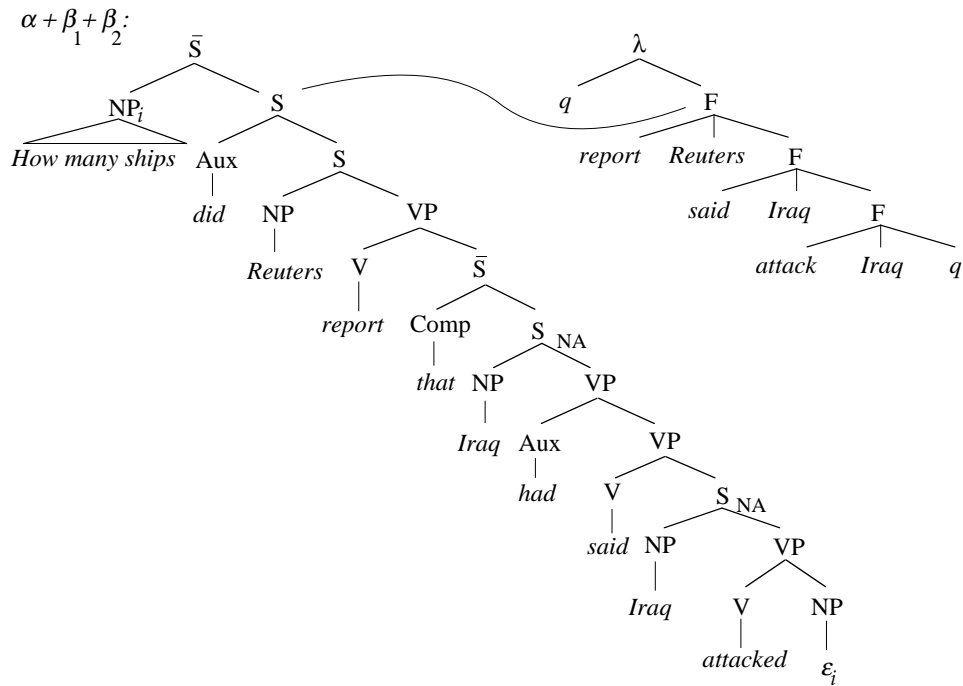 α + β₁ + β₂:
S̄ λ
NPᵢ S q F
How many ships Aux S report Reuters F
did NP VP said Iraq F
Reuters V S̄ attack Iraq q
report Comp S NA
that NP VP
Iraq Aux VP
had V S NA
said NP VP
Iraq V NP
attacked εᵢ